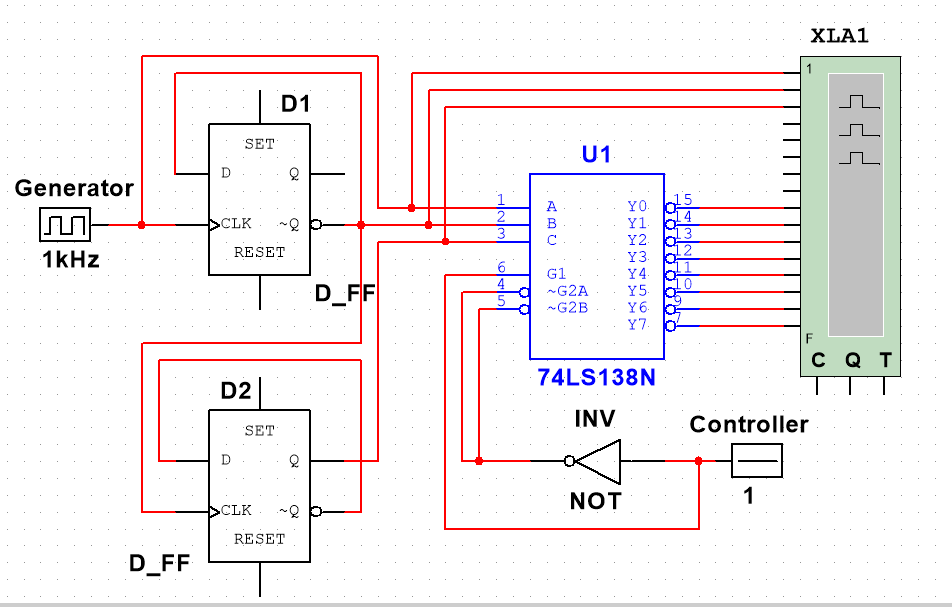 XLA1
1
D1
SET
D Q
CLK ~Q
RESET
D_FF
Generator
1kHz
U1
1 A Y0 15
2 B Y1 14
3 C Y2 13
Y3 12
6 G1 Y4 11
4 ~G2A Y5 10
5 ~G2B Y6 9
Y7 7
74LS138N
F
C Q T
D2
SET
D Q
CLK ~Q
RESET
D_FF
INV
NOT
Controller
1